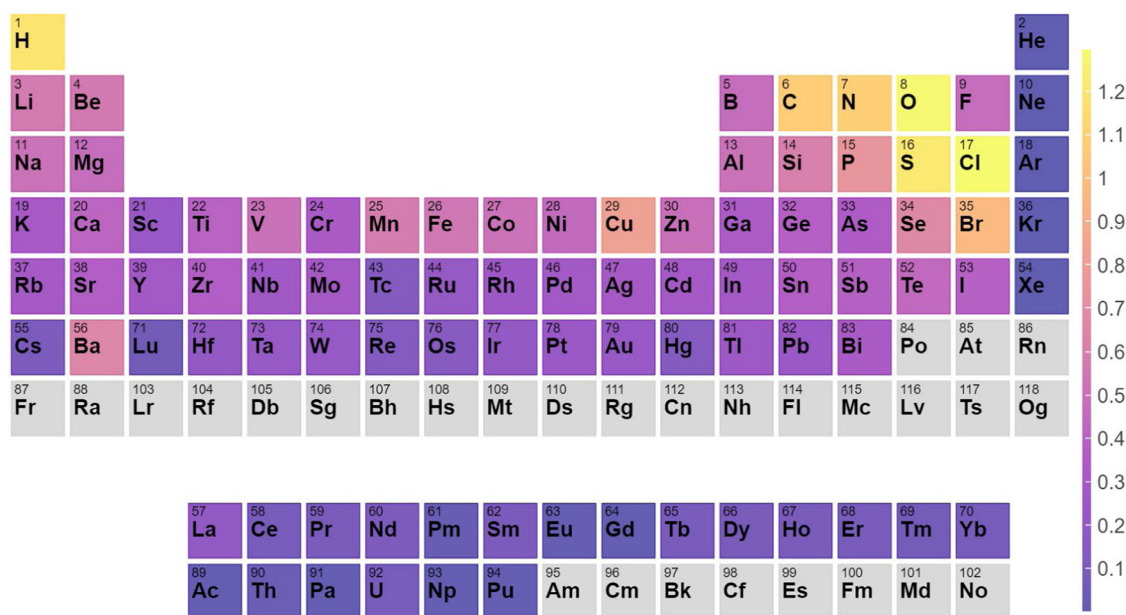 1 2
H He
3 4 5 6 7 8 9 10
Li Be B C N O F Ne
11 12 13 14 15 16 17 18
Na Mg Al Si P S Cl Ar
19 20 21 22 23 24 25 26 27 28 29 30 31 32 33 34 35 36
K Ca Sc Ti V Cr Mn Fe Co Ni Cu Zn Ga Ge As Se Br Kr
37 38 39 40 41 42 43 44 45 46 47 48 49 50 51 52 53 54
Rb Sr Y Zr Nb Mo Tc Ru Rh Pd Ag Cd In Sn Sb Te I Xe
55 56 71 72 73 74 75 76 77 78 79 80 81 82 83 84 85 86
Cs Ba Lu Hf Ta W Re Os Ir Pt Au Hg Tl Pb Bi Po At Rn
87 88 103 104 105 106 107 108 109 110 111 112 113 114 115 116 117 118
Fr Ra Lr Rf Db Sg Bh Hs Mt Ds Rg Cn Nh Fl Mc Lv Ts Og
57 58 59 60 61 62 63 64 65 66 67 68 69 70
La Ce Pr Nd Pm Sm Eu Gd Tb Dy Ho Er Tm Yb
89 90 91 92 93 94 95 96 97 98 99 100 101 102
Ac Th Pa U Np Pu Am Cm Bk Cf Es Fm Md No
1.2
1.1
1
0.9
0.8
0.7
0.6
0.5
0.4
0.3
0.2
0.1